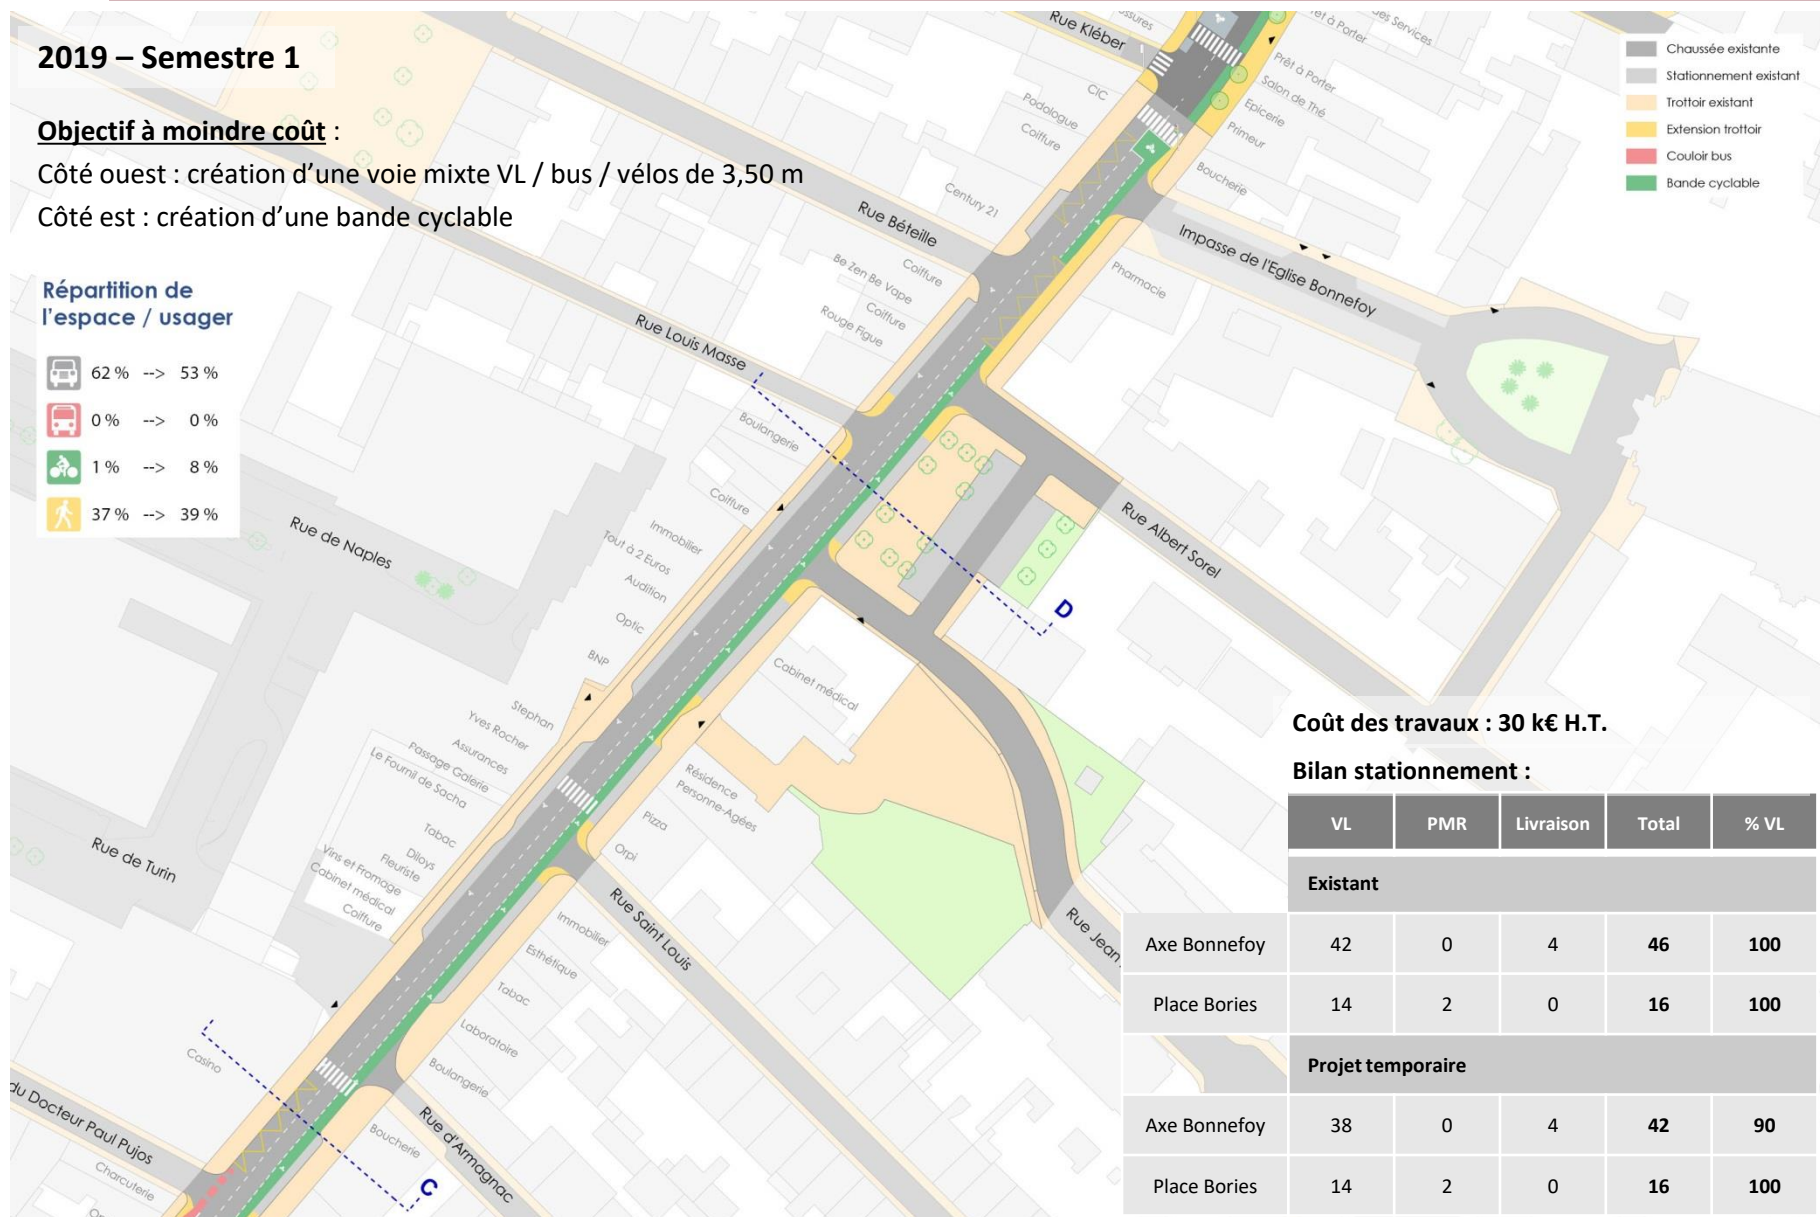 2019 – Semestre 1
Objectif à moindre coût :
Côté ouest : création d'une voie mixte VL / bus / vélos de 3,50 m
Côté est : création d'une bande cyclable
Répartition de
l'espace / usager
62 % --> 53 %
0 % --> 0 %
1 % --> 8 %
37 % --> 39 %
Chaussée existante
Stationnement existant
Trottoir existant
Extension trottoir
Couloir bus
Bande cyclable
Rue Kléber
Prêt à Porter
Prêt à Porter
Salon de Thé
Epicerie
Primeur
Boucherie
CIC
Podologue
Coiffure
Century 21
Rue Béteille
Impasse de l'Eglise Bonnefoy
Pharmacie
Coiffure
Be Zen Be Vape
Coiffure
Rouge Figue
Rue Louis Masse
Boulangerie
Coiffure
Rue Albert Sorel
Immobilier
Tout à 2 Euros
Audition
Optic
BNP
Rue de Naples
D
Cabinet médical
Stephan
Yves Rocher
Assurances
Passage Galerie
Le Fournil de Sacha
Tabac
Diloys
Fleuriste
Vins et Fromage
Cabinet médical
Coiffure
Résidence
Personne-Agées
Pizza
Orpi
Rue de Turin
Rue Saint Louis
Rue Jean
Immobilier
Esthétique
Tabac
Laboratoire
Boulangerie
Casino
du Docteur Paul Pujos
Charcuterie
Boucherie
Rue d'Armagnac
C
Coût des travaux : 30 k€ H.T.
Bilan stationnement :
VL PMR Livraison Total % VL
Existant
Axe Bonnefoy 42 0 4 46 100
Place Bories 14 2 0 16 100
Projet temporaire
Axe Bonnefoy 38 0 4 42 90
Place Bories 14 2 0 16 100